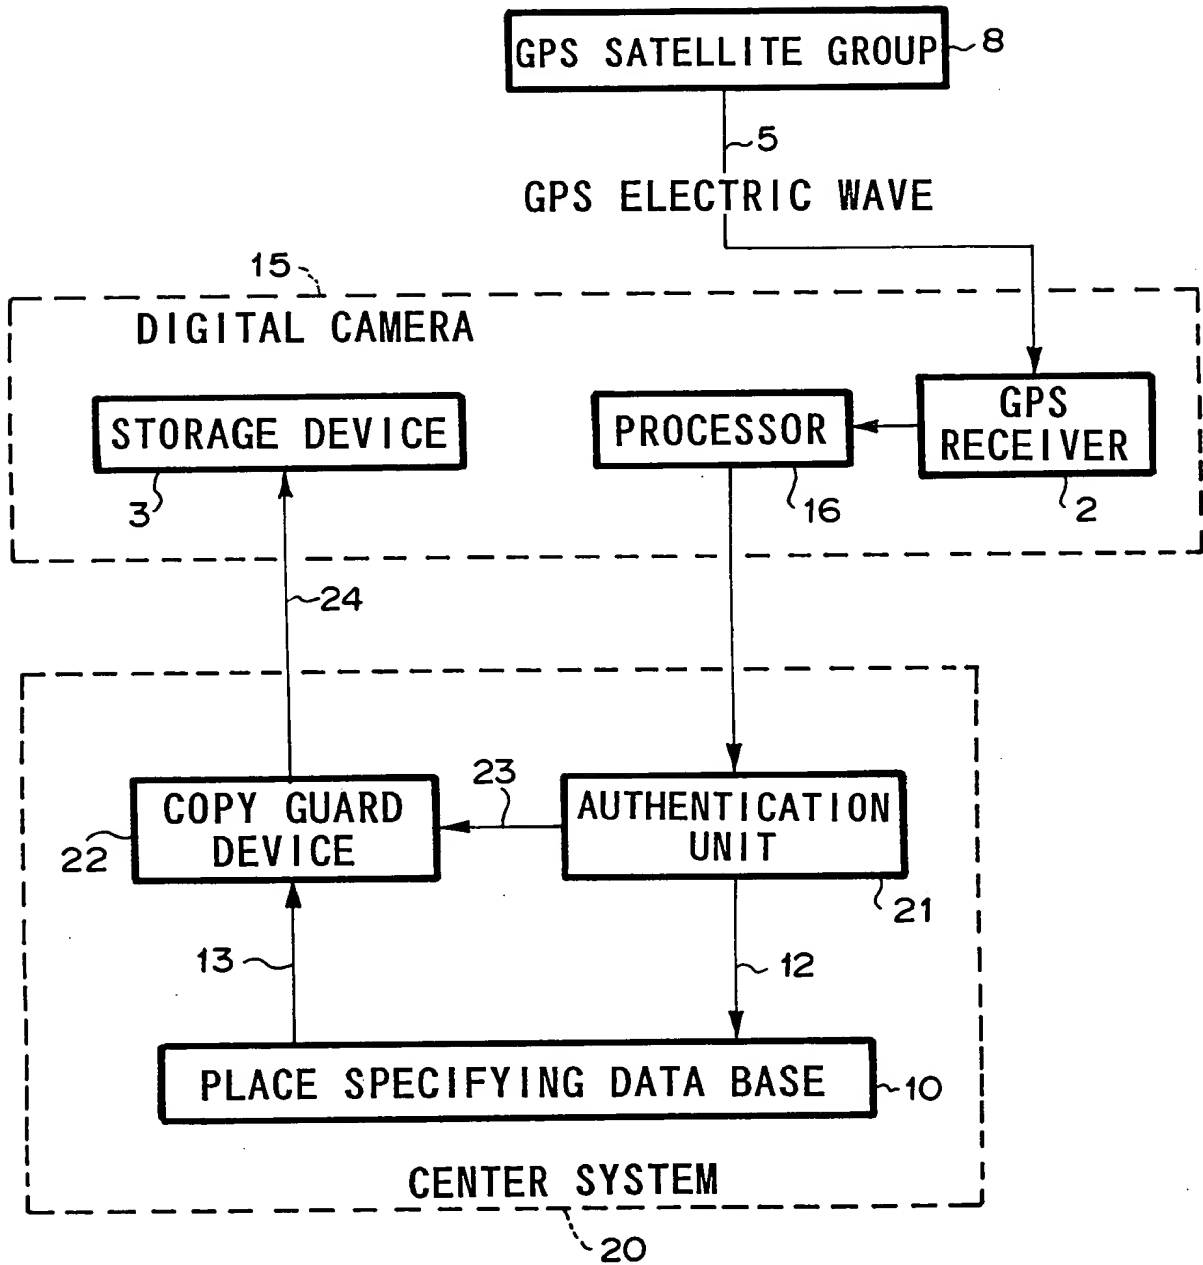 GPS SATELLITE GROUP
8
5
GPS ELECTRIC WAVE
15
DIGITAL CAMERA
STORAGE DEVICE
PROCESSOR
GPS
RECEIVER
3
16
2
24
23
COPY GUARD
DEVICE
AUTHENTICATION
UNIT
22
21
13
12
PLACE SPECIFYING DATA BASE
10
CENTER SYSTEM
20